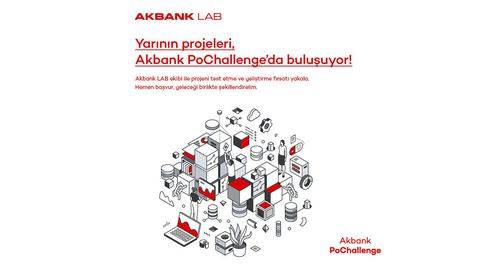 AKBANK LAB
Yarının projeleri,
Akbank PoChallenge'da buluşuyor!
Akbank LAB ekibi ile projeni test etme ve geliştirme fırsatı yakala.
Hemen başvur, geleceği birlikte şekillendirelim.
Akbank
PoChallenge